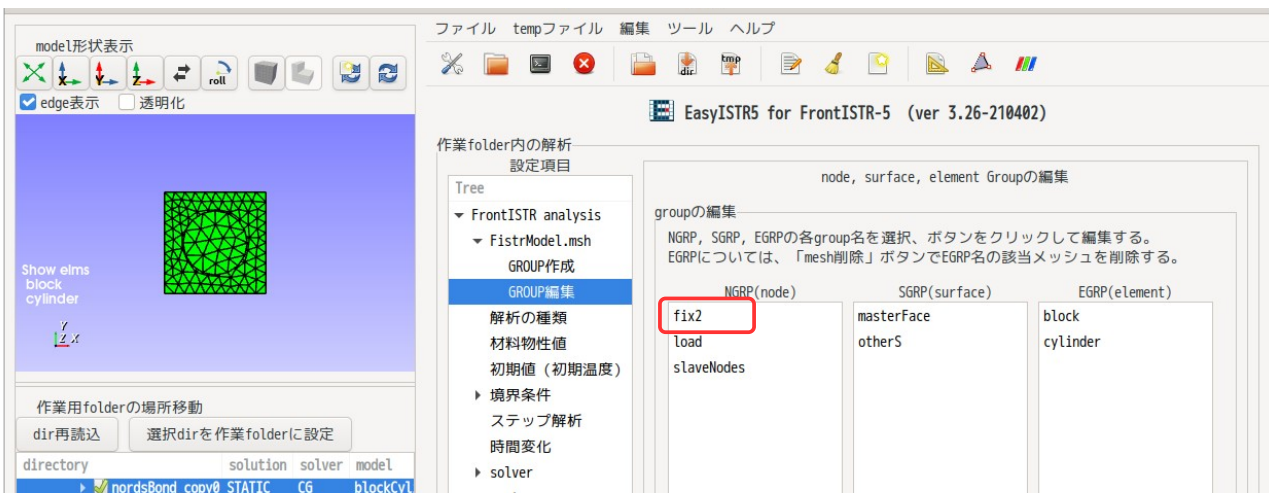 model形状表示
roll
edge表示 透明化
Show elms
block
cylinder
Y
Z X
作業用folderの場所移動
dir再読込 選択dirを作業folderに設定
directory solution solver model
nordsBond_copy0 STATIC CG blockCyl
ファイル tempファイル 編集 ツール ヘルプ
dir tmp
EasyISTR5 for FrontISTR-5 (ver 3.26-210402)
作業folder内の解析
設定項目
Tree
FrontISTR analysis
FistrModel.msh
GROUP作成
GROUP編集
解析の種類
材料物性値
初期値(初期温度)
境界条件
ステップ解析
時間変化
solver
node, surface, element Groupの編集
groupの編集
NGRP, SGRP, EGRPの各group名を選択、ボタンをクリックして編集する。
EGRPについては、「mesh削除」ボタンでEGRP名の該当メッシュを削除する。
NGRP(node) SGRP(surface) EGRP(element)
fix2 masterFace block
load otherS cylinder
slaveNodes